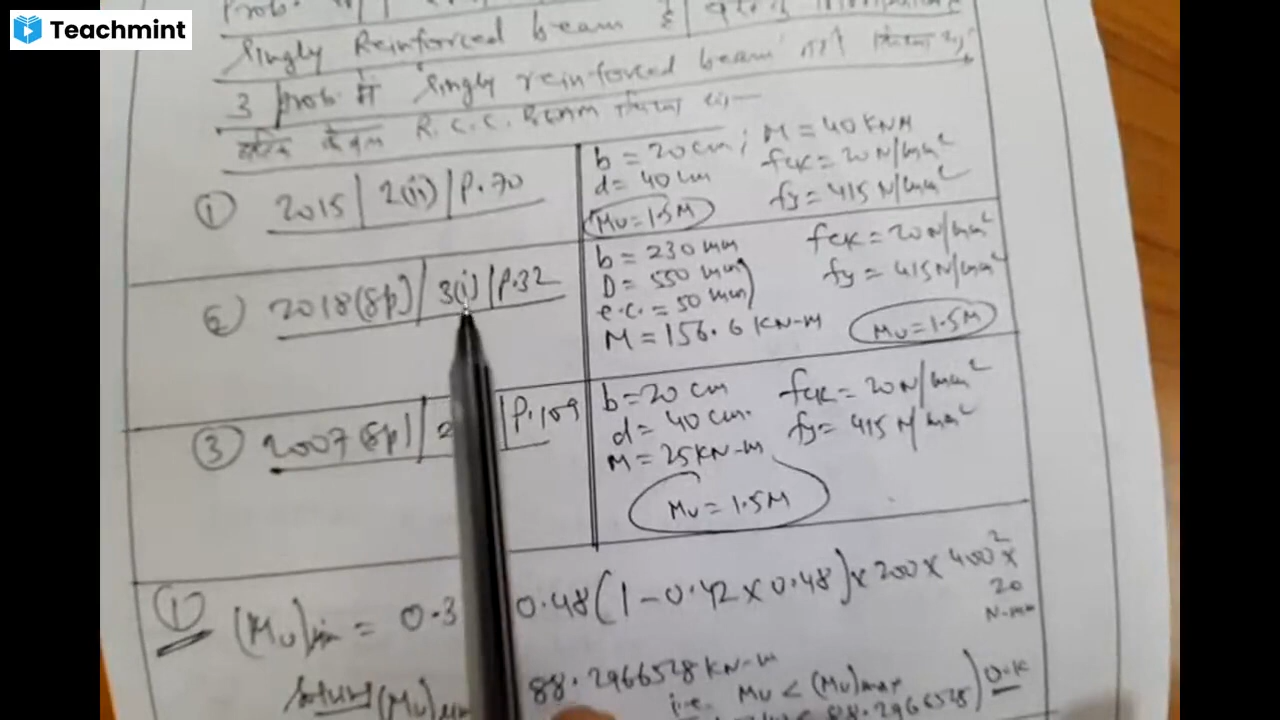 Teachmint
Singly Reinforced beam
3 prob. में Singly reinforced beam
R.C.C. Beam
① 2015 | 2(ii) | P.70
b = 20 cm; M = 40 KNM
d = 40 cm fck = 20 N/mm²
Mu = 1.5M fy = 415 N/mm²
2018(Sp) | 3(i) | P.32
b = 230 mm fck = 20 N/mm²
D = 550 mm fy = 415 N/mm²
e.c. = 50 mm
M = 156.6 KN-m Mu = 1.5M
③ 2007(Sp) | 2 | P.109
b = 20 cm fck = 20 N/mm²
d = 40 cm. fy = 415 N/mm²
M = 25 KN-m
Mu = 1.5M
① (Mu)lim = 0.3 0.48(1-0.42×0.48)×200×400²×
20
N-mm
88.2966528 KN-m
i.e. Mu < (Mu)max
88.2966528) O.K